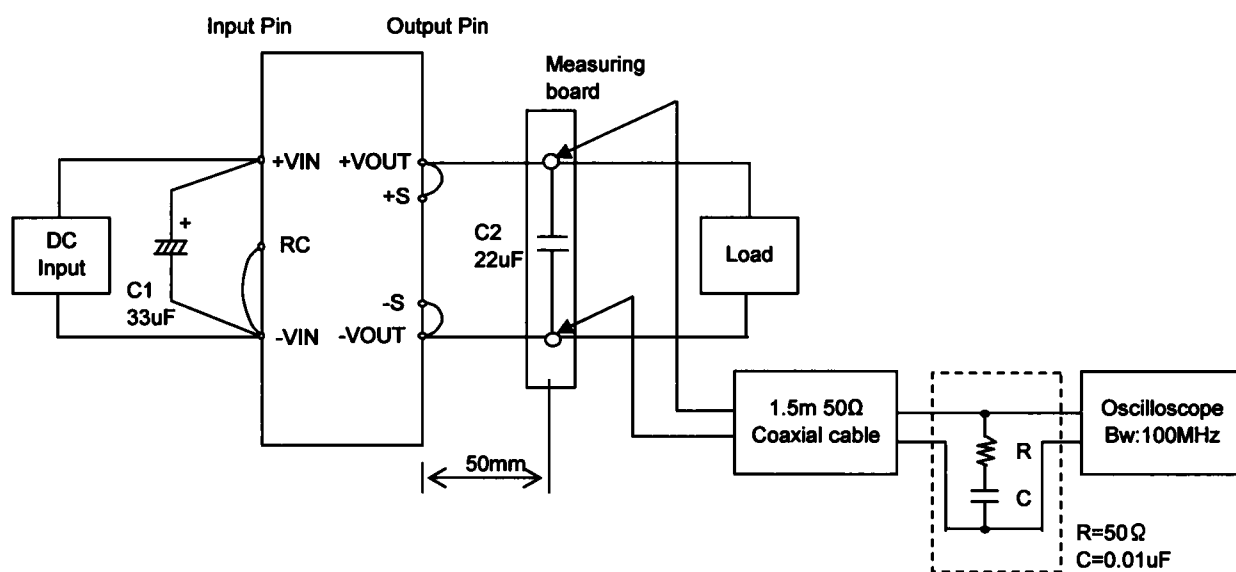 Input Pin
Output Pin
Measuring
board
+VIN
+VOUT
+S
DC
Input
+
RC
C1
33uF
C2
22uF
Load
-S
-VIN
-VOUT
50mm
1.5m 50Ω
Coaxial cable
R
C
Oscilloscope
Bw:100MHz
R=50Ω
C=0.01uF